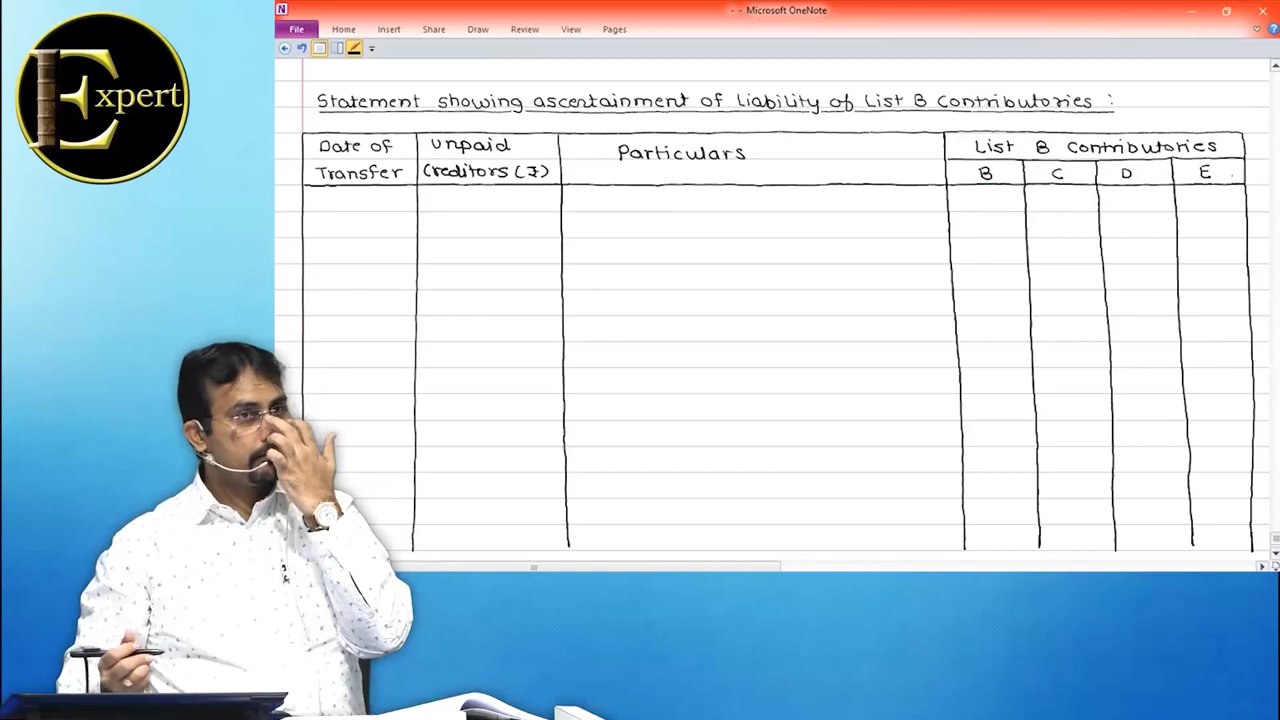 Expert
- - Microsoft OneNote
File Home Insert Share Draw Review View Pages
Statement showing ascertainment of liability of List B Contributories :
Date of Transfer
Unpaid Creditors (₹)
Particulars
List B Contributories
B C D E